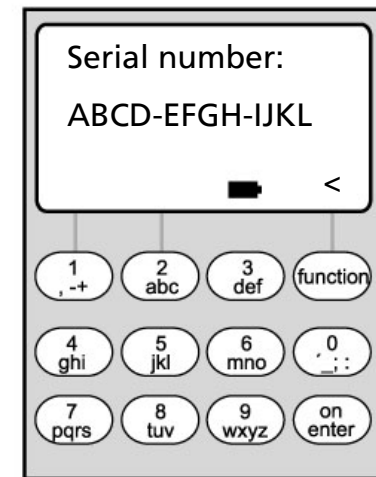 Serial number:
ABCD-EFGH-IJKL
<
1 2 3 function
, -+ abc def
4 5 6 0
ghi jkl mno ´_; :
7 8 9 on
pqrs tuv wxyz enter